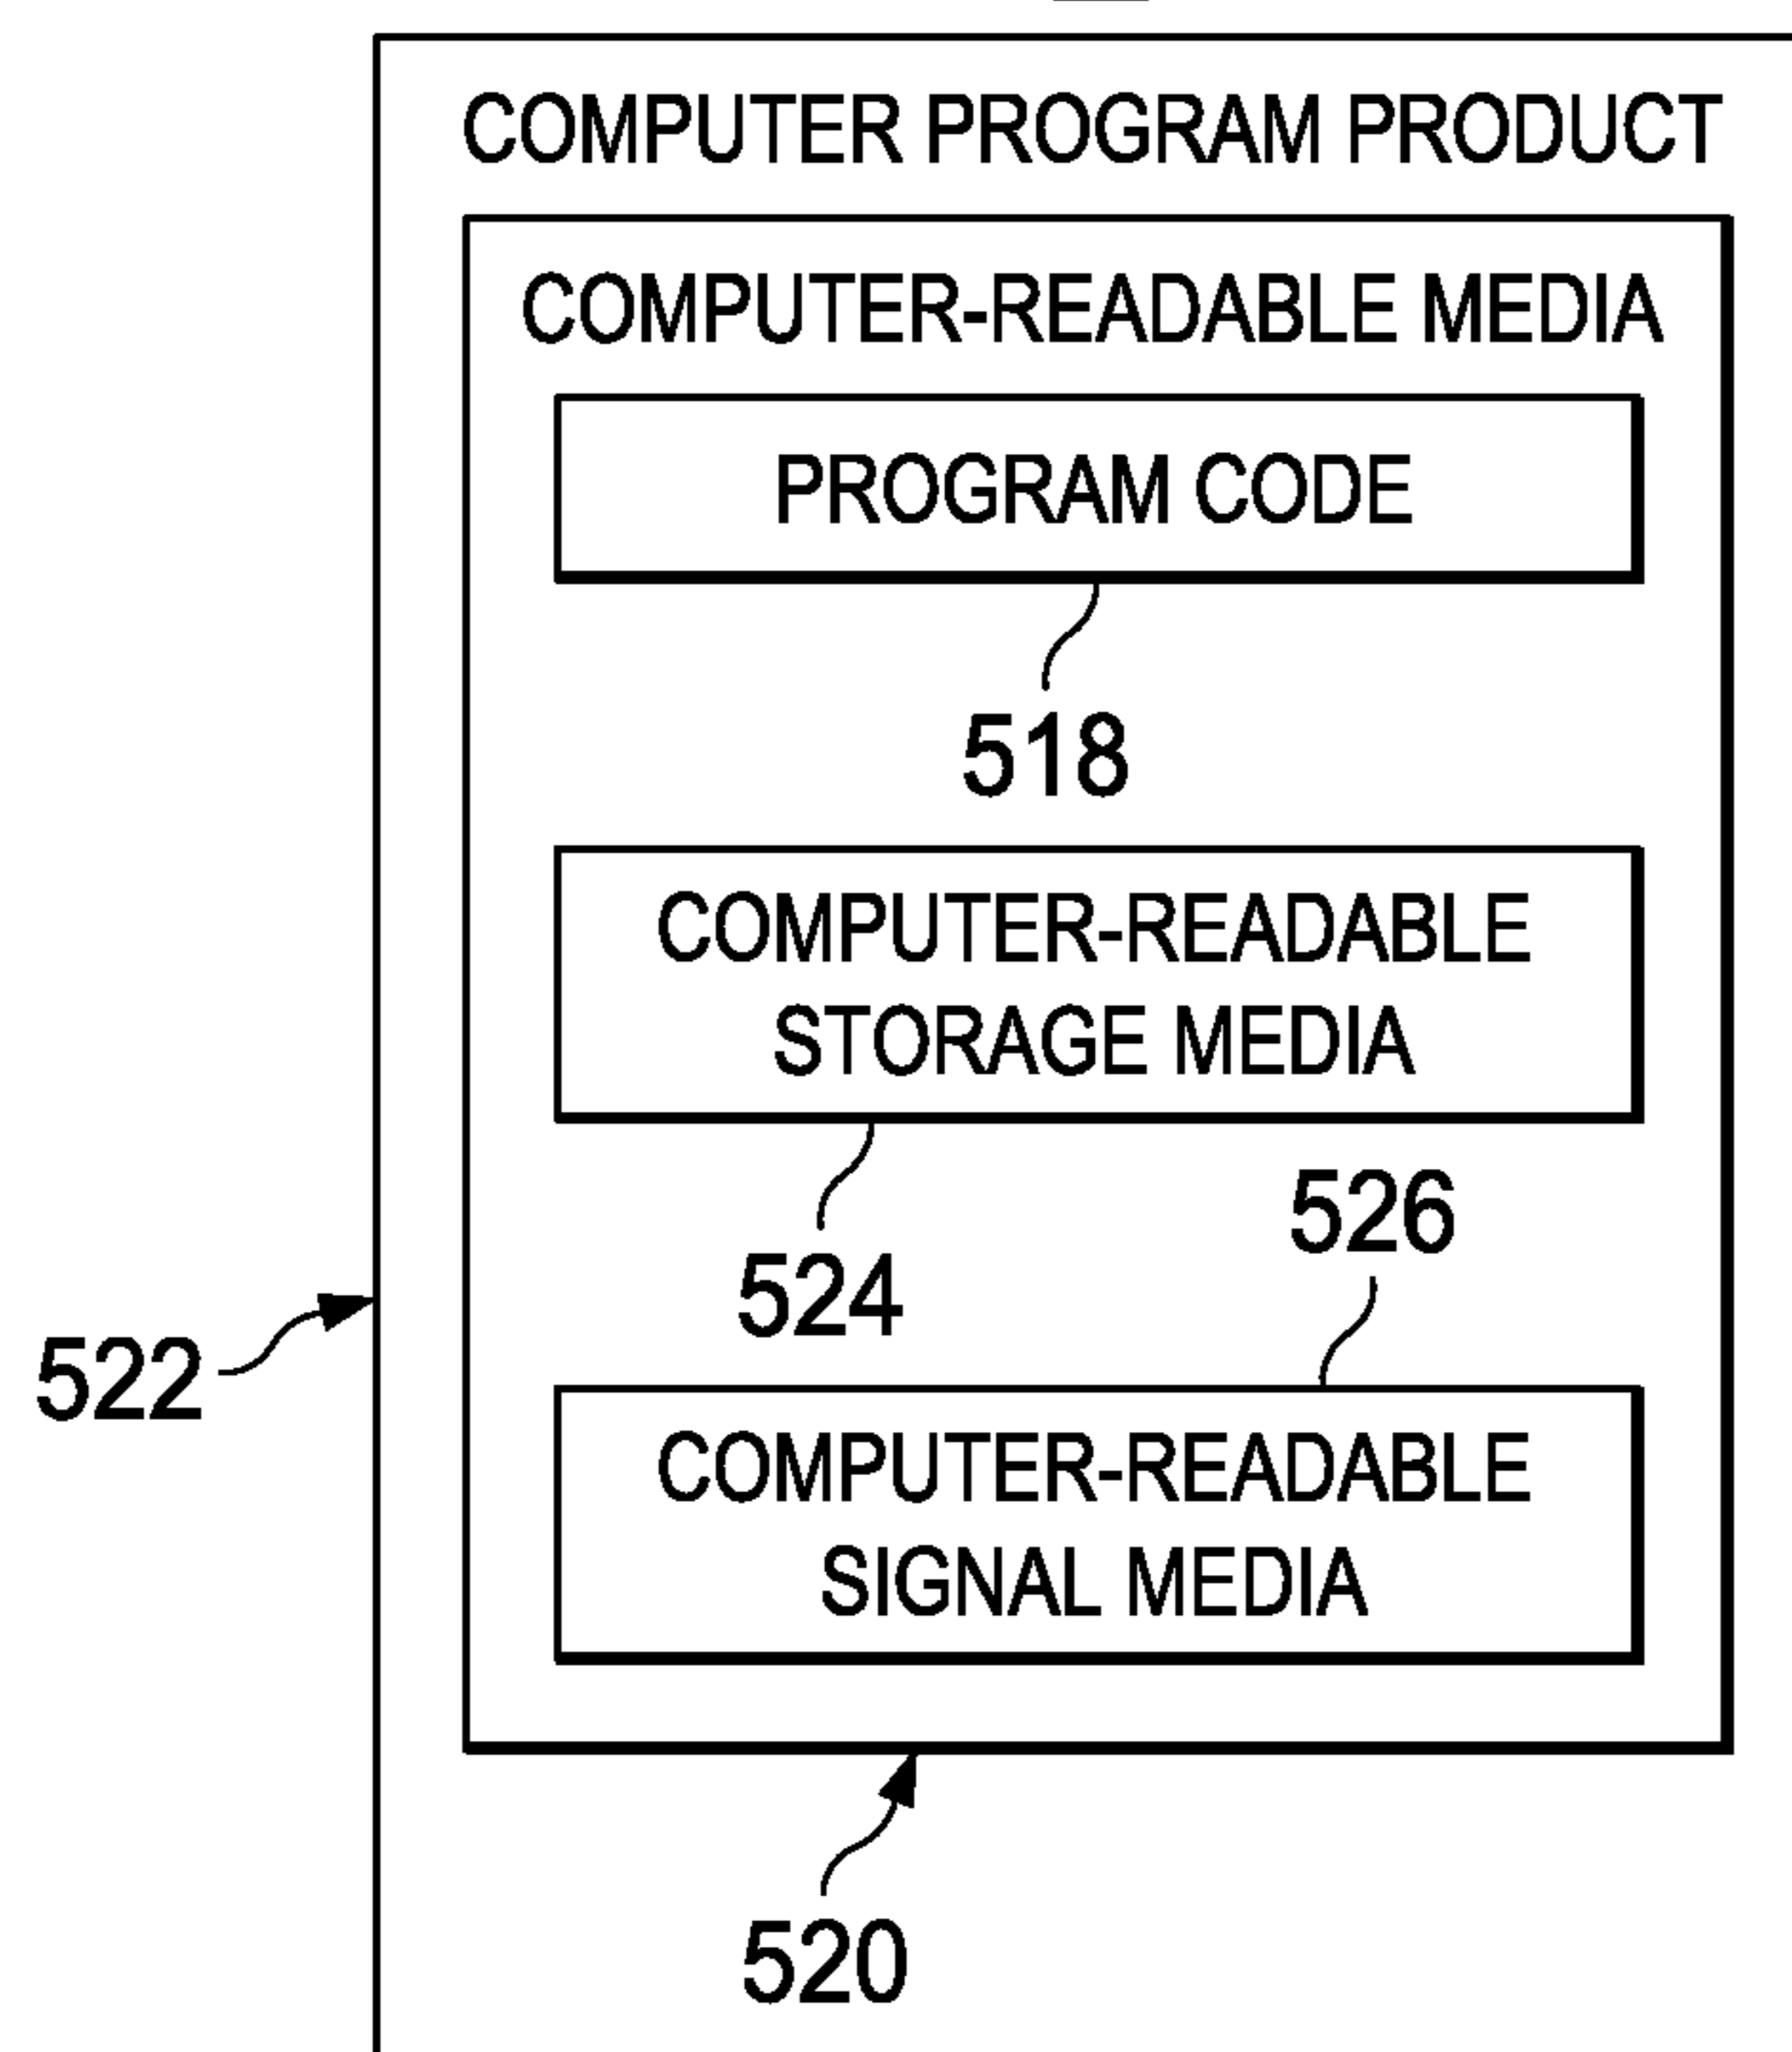 COMPUTER PROGRAM PRODUCT
COMPUTER-READABLE MEDIA
PROGRAM CODE
518
COMPUTER-READABLE
STORAGE MEDIA
526
524
522
COMPUTER-READABLE
SIGNAL MEDIA
520